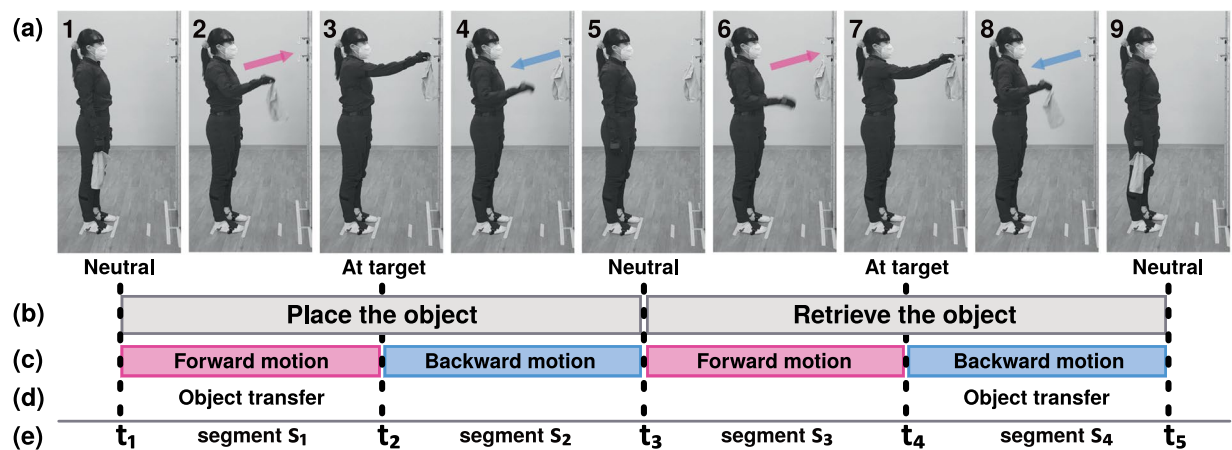 (a) 1 2 3 4 5 6 7 8 9
Neutral At target Neutral At target Neutral
(b) Place the object Retrieve the object
(c) Forward motion Backward motion Forward motion Backward motion
(d) Object transfer Object transfer
(e) t₁ segment S₁ t₂ segment S₂ t₃ segment S₃ t₄ segment S₄ t₅